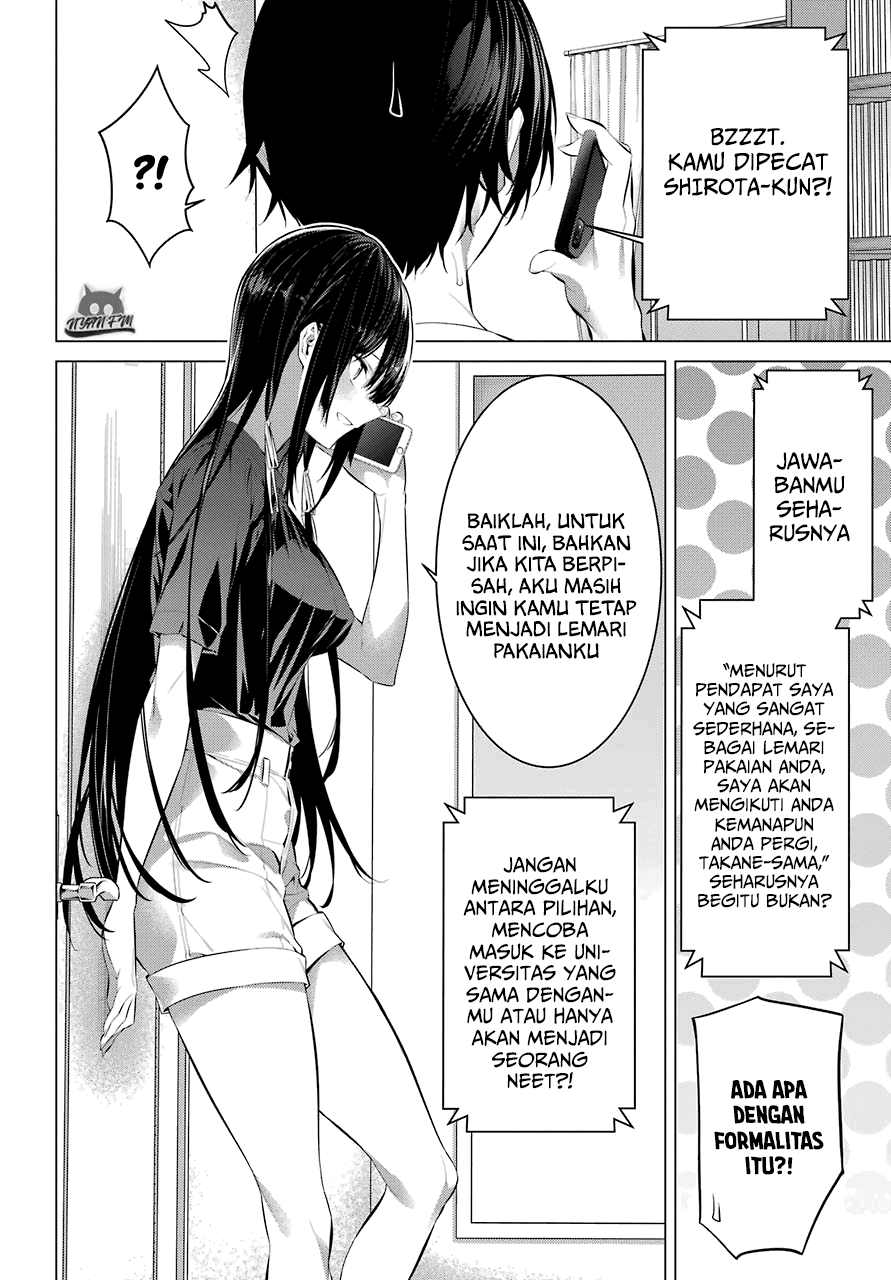 BZZZT.
KAMU DIPECAT
SHIROTA-KUN?!
?!
NYAN FM
JAWA-
BANMU
SEHA-
RUSNYA
"MENURUT
PENDAPAT SAYA
YANG SANGAT
SEDERHANA, SE-
BAGAI LEMARI
PAKAIAN ANDA,
SAYA AKAN
MENGIKUTI ANDA
KEMANAPUN
ANDA PERGI,
TAKANE-SAMA,"
SEHARUSNYA
BEGITU BUKAN?
ADA APA
DENGAN
FORMALITAS
ITU?!
BAIKLAH, UNTUK
SAAT INI, BAHKAN
JIKA KITA BERPI-
SAH, AKU MASIH
INGIN KAMU TETAP
MENJADI LEMARI
PAKAIANKU
JANGAN
MENINGGALKU
ANTARA PILIHAN,
MENCOBA
MASUK KE UNI-
VERSITAS YANG
SAMA DENGAN-
MU ATAU HANYA
AKAN MENJADI
SEORANG
NEET?!